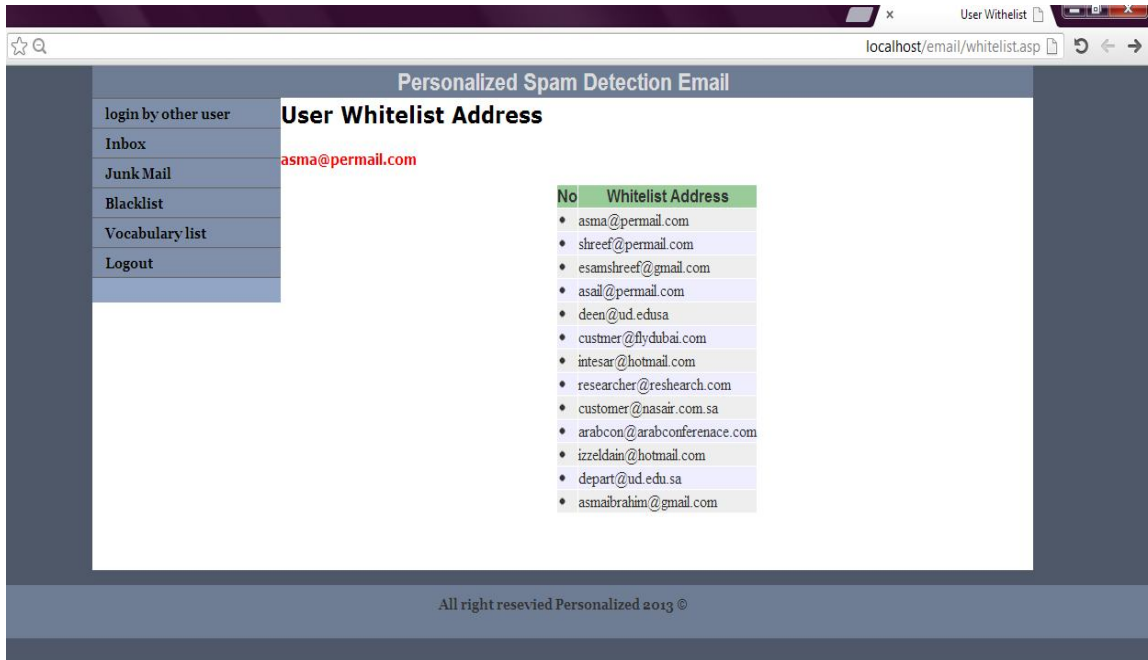 User Withelist
localhost/email/whitelist.asp
Personalized Spam Detection Email
login by other user
Inbox
Junk Mail
Blacklist
Vocabulary list
Logout
User Whitelist Address
asma@permail.com
No Whitelist Address
asma@permail.com
shreef@permail.com
esamshreef@gmail.com
asail@permail.com
deen@ud.edusa
custmer@flydubai.com
intesar@hotmail.com
researcher@reshearch.com
customer@nasair.com.sa
arabcon@arabconferenace.com
izzeldain@hotmail.com
depart@ud.edu.sa
asmaibrahim@gmail.com
All right resevied Personalized 2013 ©